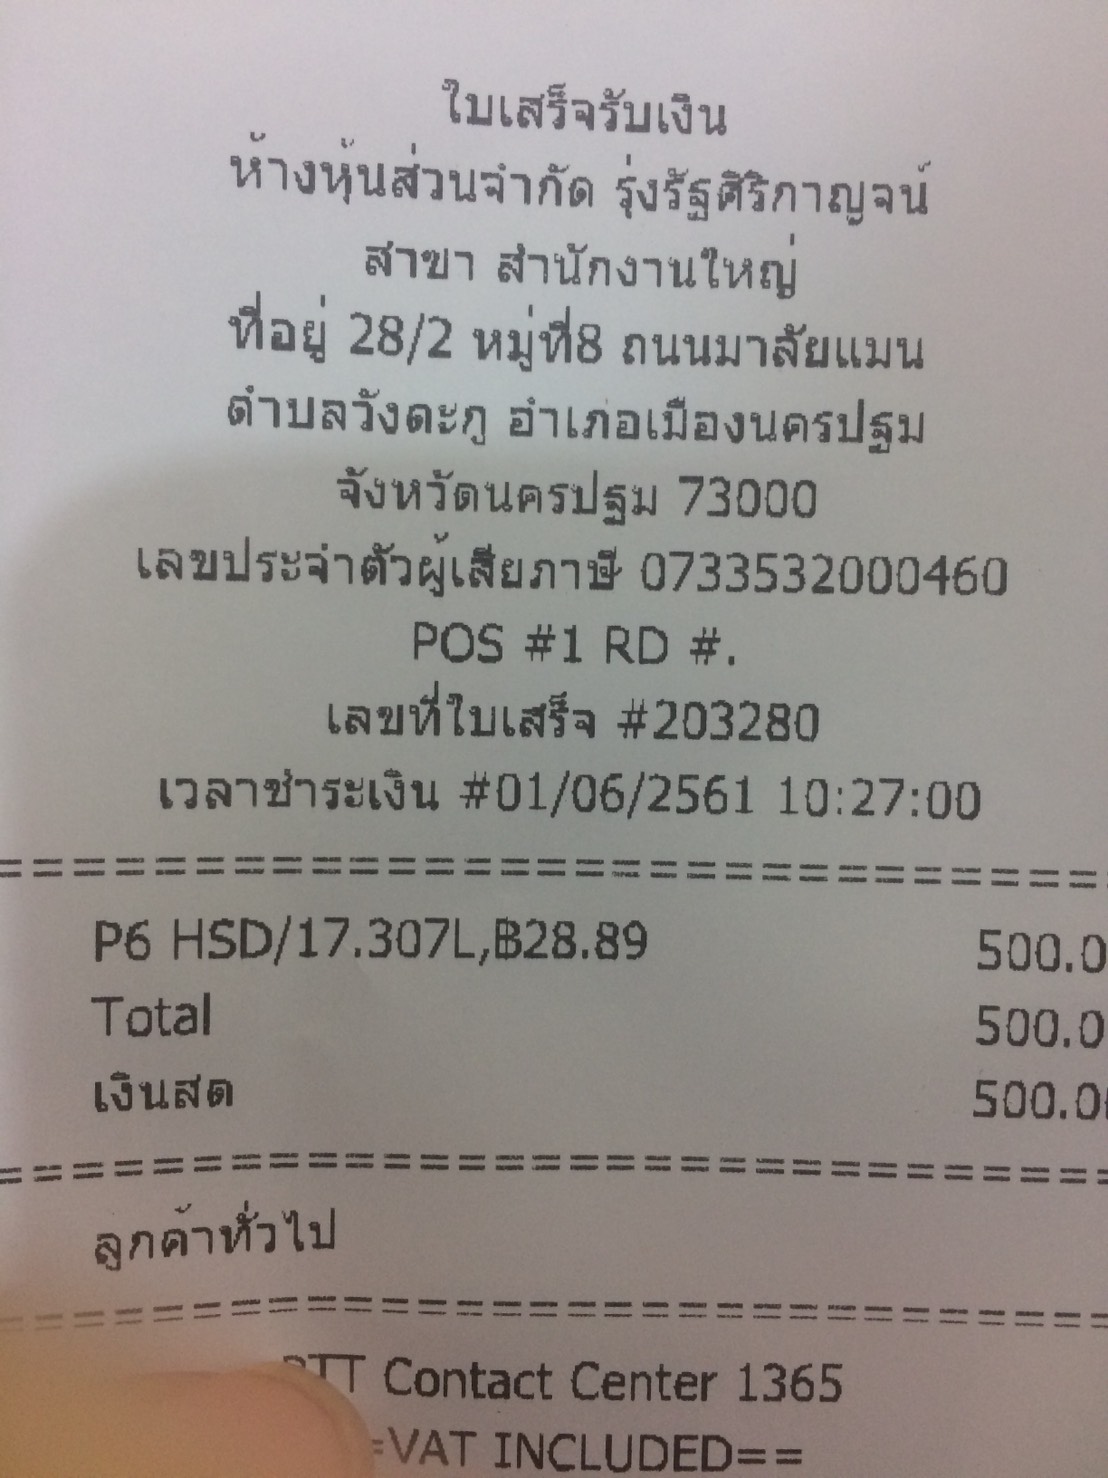 ใบเสร็จรับเงิน
ห้างหุ้นส่วนจำกัด รุ่งรัฐศิริกาญจน์
สาขา สำนักงานใหญ่
ที่อยู่ 28/2 หมู่ที่8 ถนนมาลัยแมน
ตำบลวังตะกู อำเภอเมืองนครปฐม
จังหวัดนครปฐม 73000
เลขประจำตัวผู้เสียภาษี 0733532000460
POS #1 RD #.
เลขที่ใบเสร็จ #203280
เวลาชำระเงิน #01/06/2561 10:27:00
P6 HSD/17.307L,฿28.89 500.0
Total 500.0
เงินสด 500.0
ลูกค้าทั่วไป
PTT Contact Center 1365
=VAT INCLUDED==